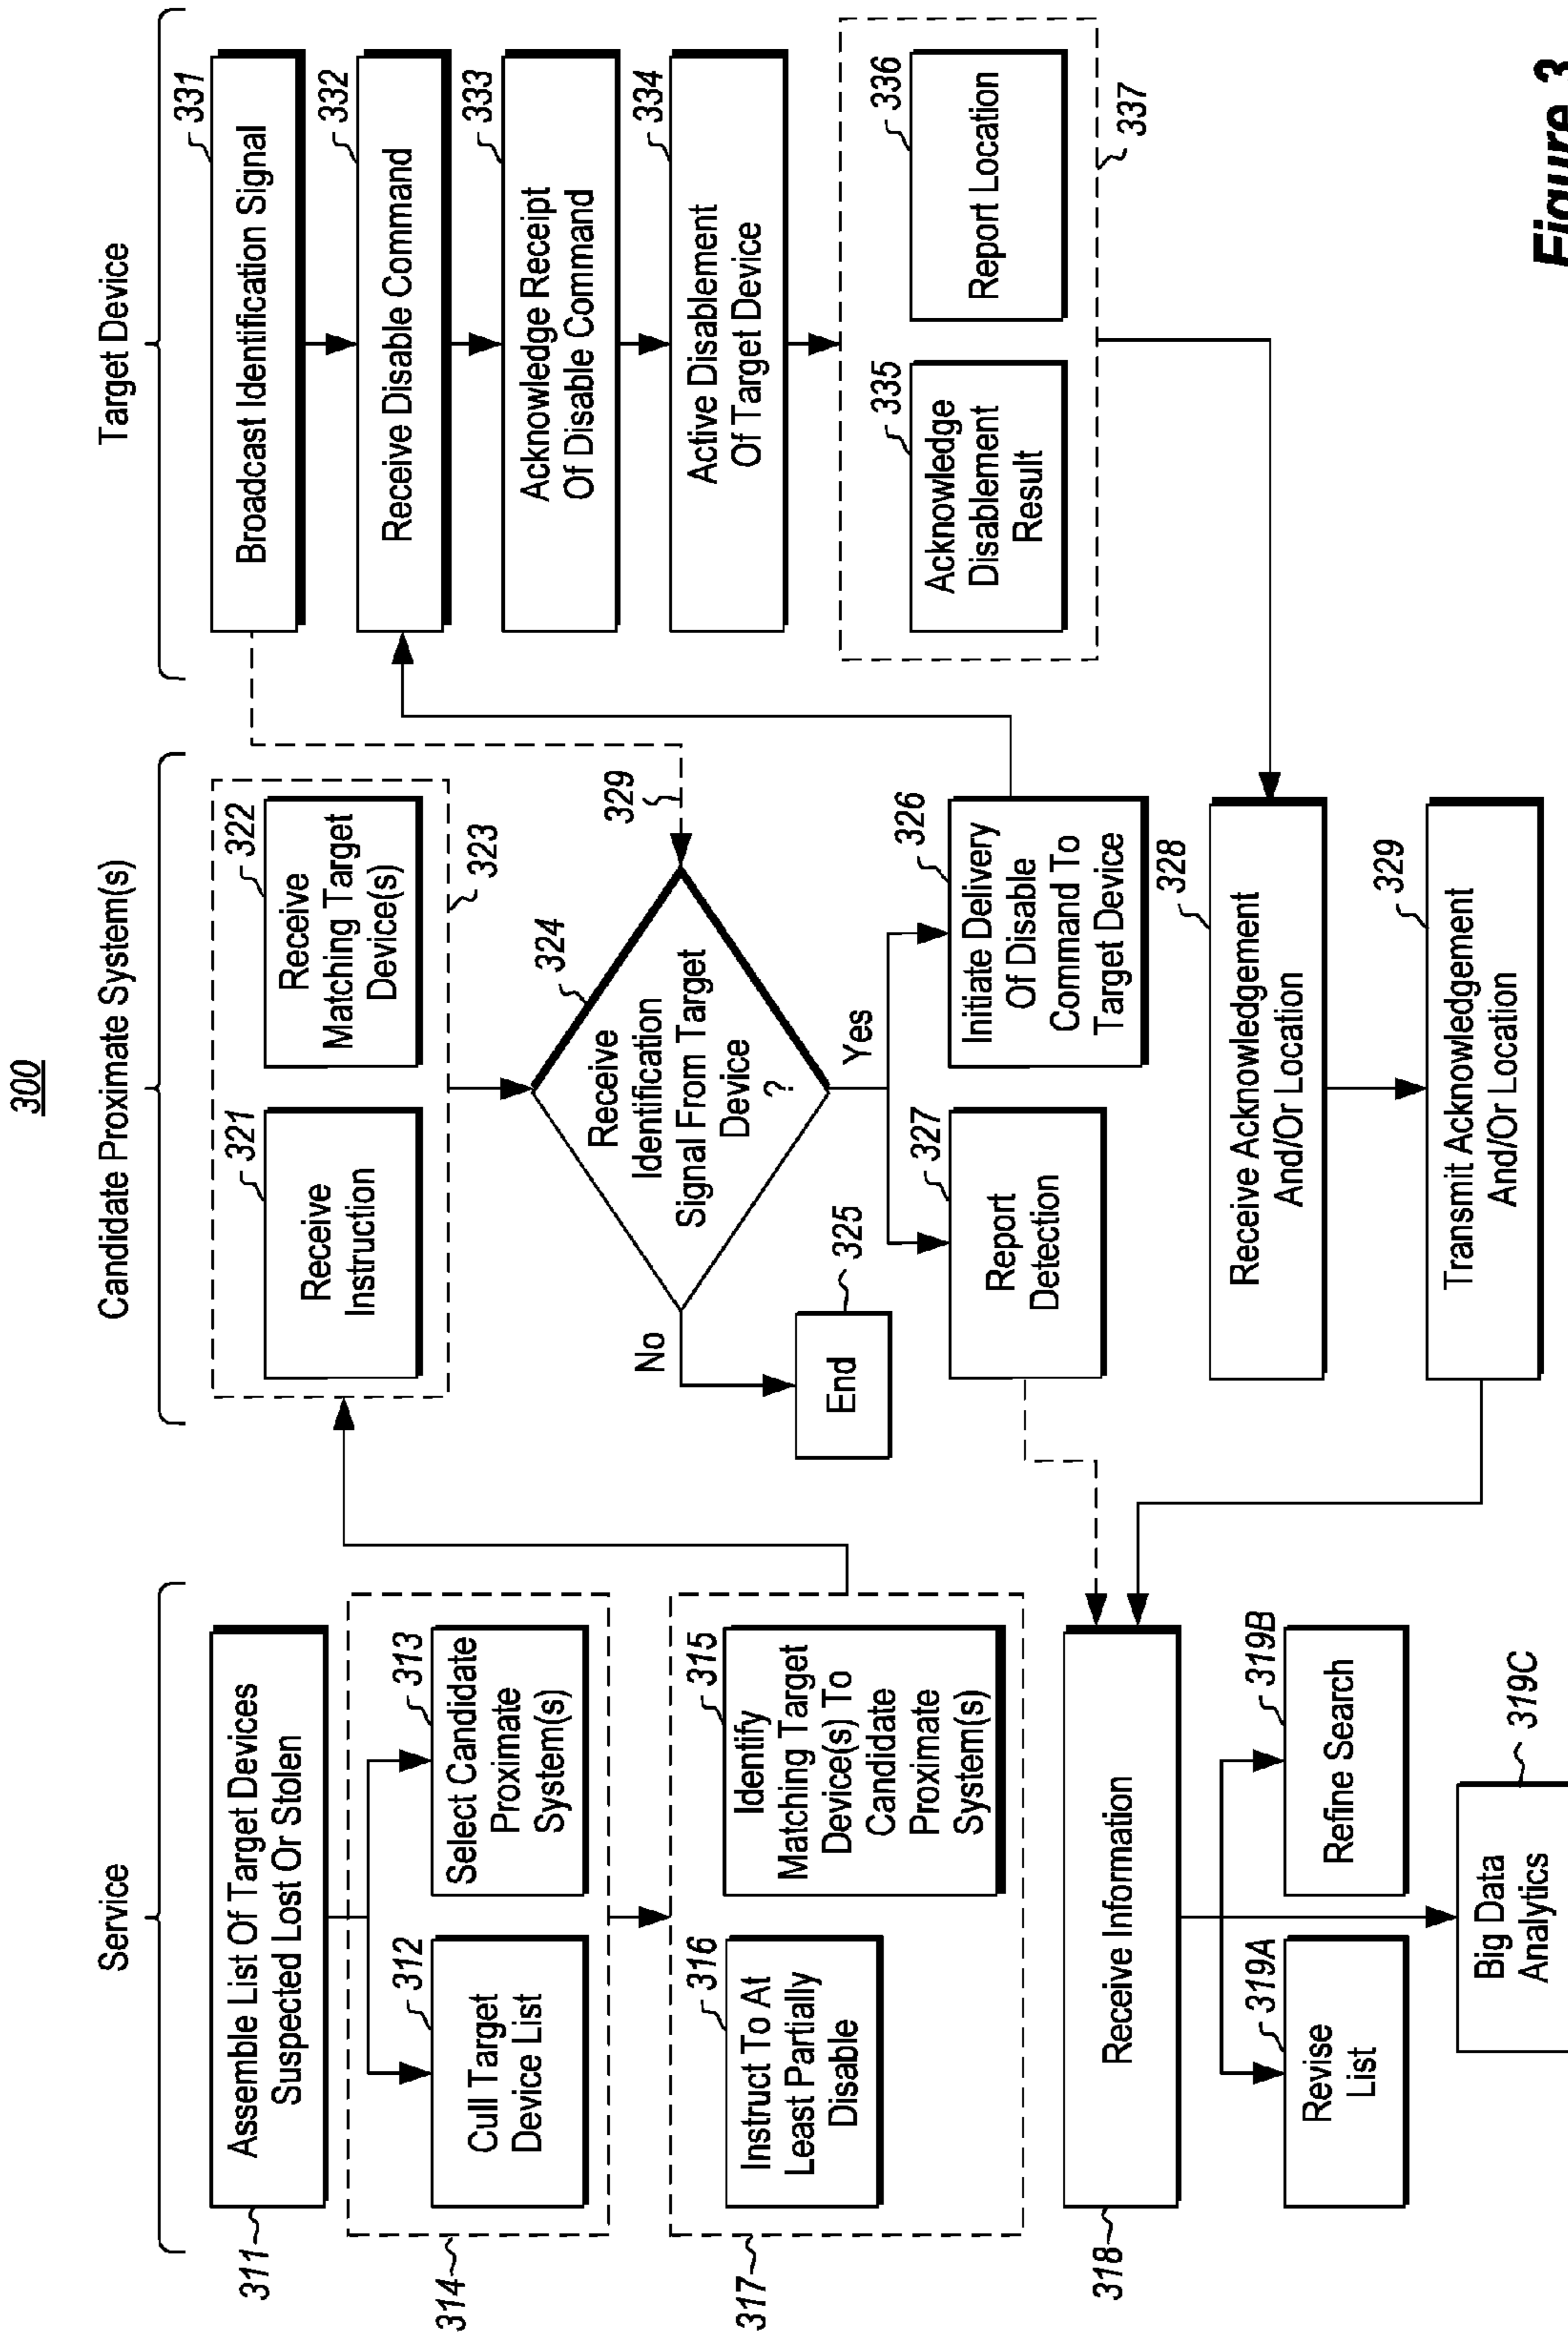 300
Service
Assemble List Of Target Devices
Suspected Lost Or Stolen
311
312
Cull Target
Device List
313
Select Candidate
Proximate
System(s)
314
316
Instruct To At
Least Partially
Disable
315
Identify
Matching Target
Device(s) To
Candidate
Proximate
System(s)
317
Receive Information
318
319A
Revise
List
319B
Refine Search
319C
Big Data
Analytics
Candidate Proximate System(s)
321
Receive
Instruction
322
Receive
Matching Target
Device(s)
323
324
Receive
Identification
Signal From Target
Device
?
329
No
Yes
End
325
327
Report
Detection
326
Initiate Delivery
Of Disable
Command To
Target Device
328
Receive Acknowledgement
And/Or Location
329
Transmit Acknowledgement
And/Or Location
Target Device
331
Broadcast Identification Signal
332
Receive Disable Command
333
Acknowledge Receipt
Of Disable Command
334
Active Disablement
Of Target Device
335
Acknowledge
Disablement
Result
336
Report Location
337
Figure 3